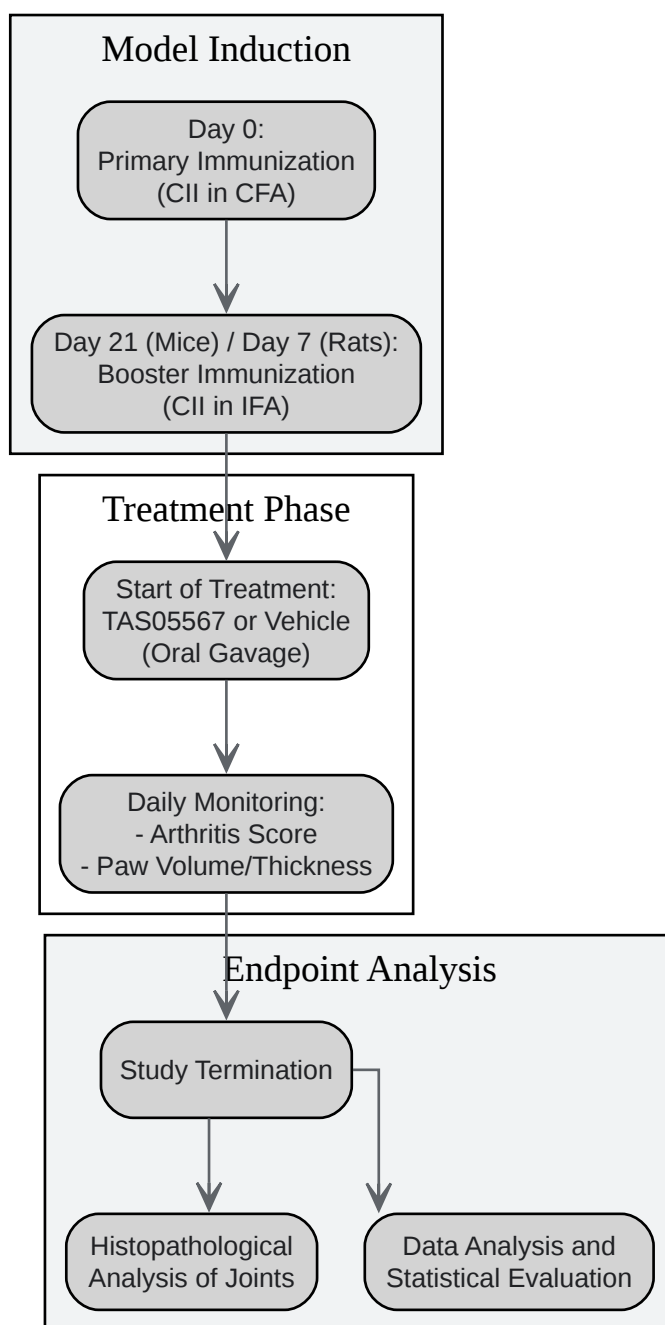 Model Induction
Day 0:
Primary Immunization
(CII in CFA)
Day 21 (Mice) / Day 7 (Rats):
Booster Immunization
(CII in IFA)
Treatment Phase
Start of Treatment:
TAS05567 or Vehicle
(Oral Gavage)
Daily Monitoring:
- Arthritis Score
- Paw Volume/Thickness
Endpoint Analysis
Study Termination
Histopathological
Analysis of Joints
Data Analysis and
Statistical Evaluation